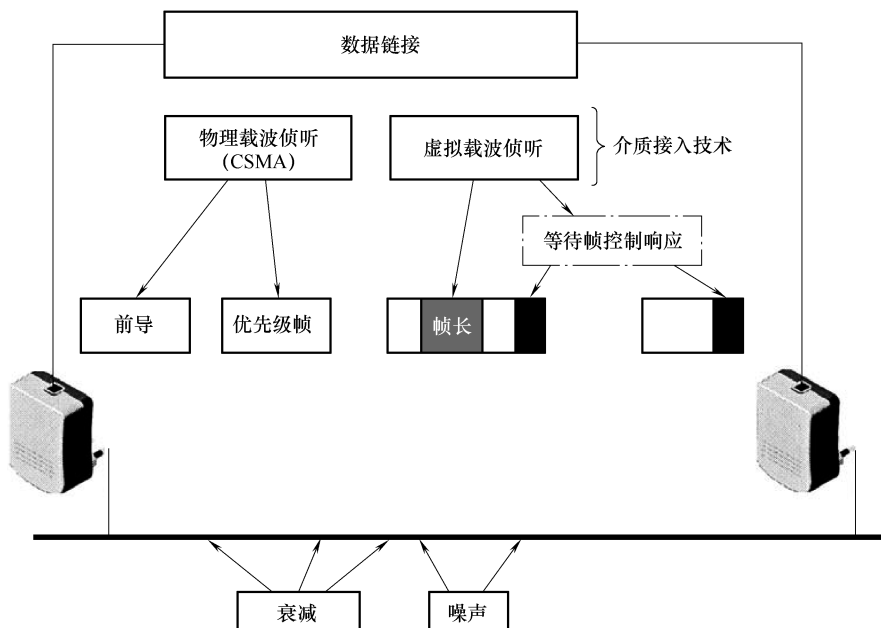 数据链接
物理载波侦听
(CSMA)
虚拟载波侦听
介质接入技术
等待帧控制响应
前导
优先级帧
帧长
衰减
噪声